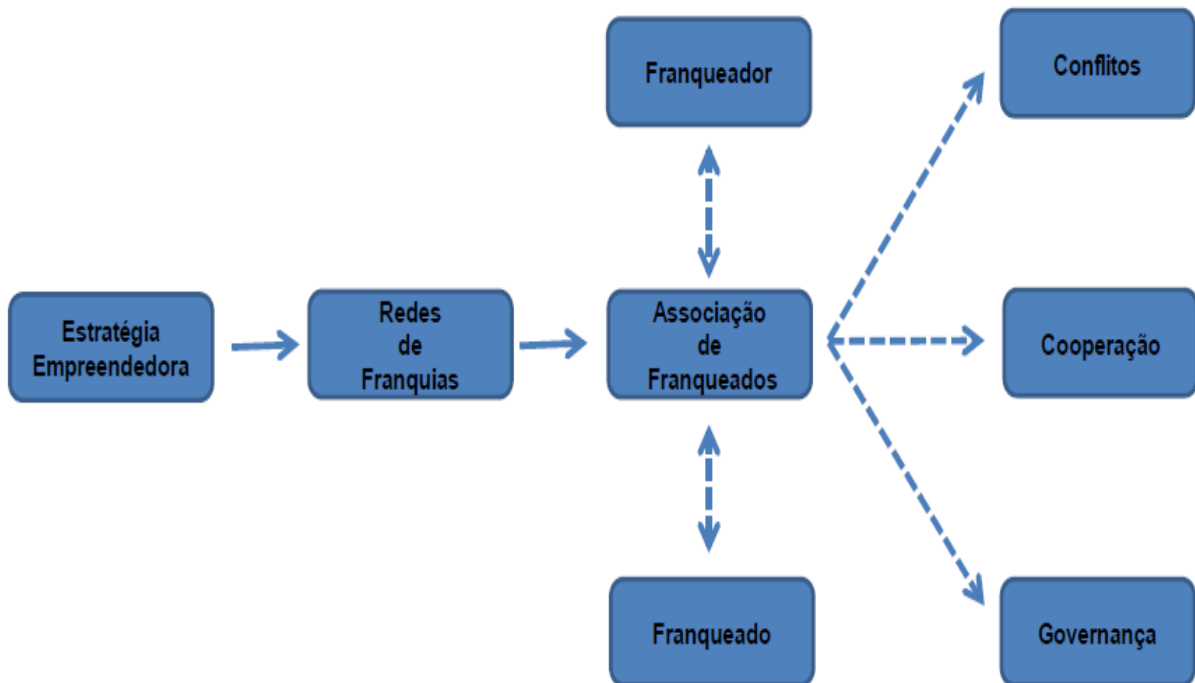 Franqueador
Conflitos
Estratégia
Empreendedora
Redes
de
Franquias
Associação
de
Franqueados
Cooperação
Franqueado
Governança